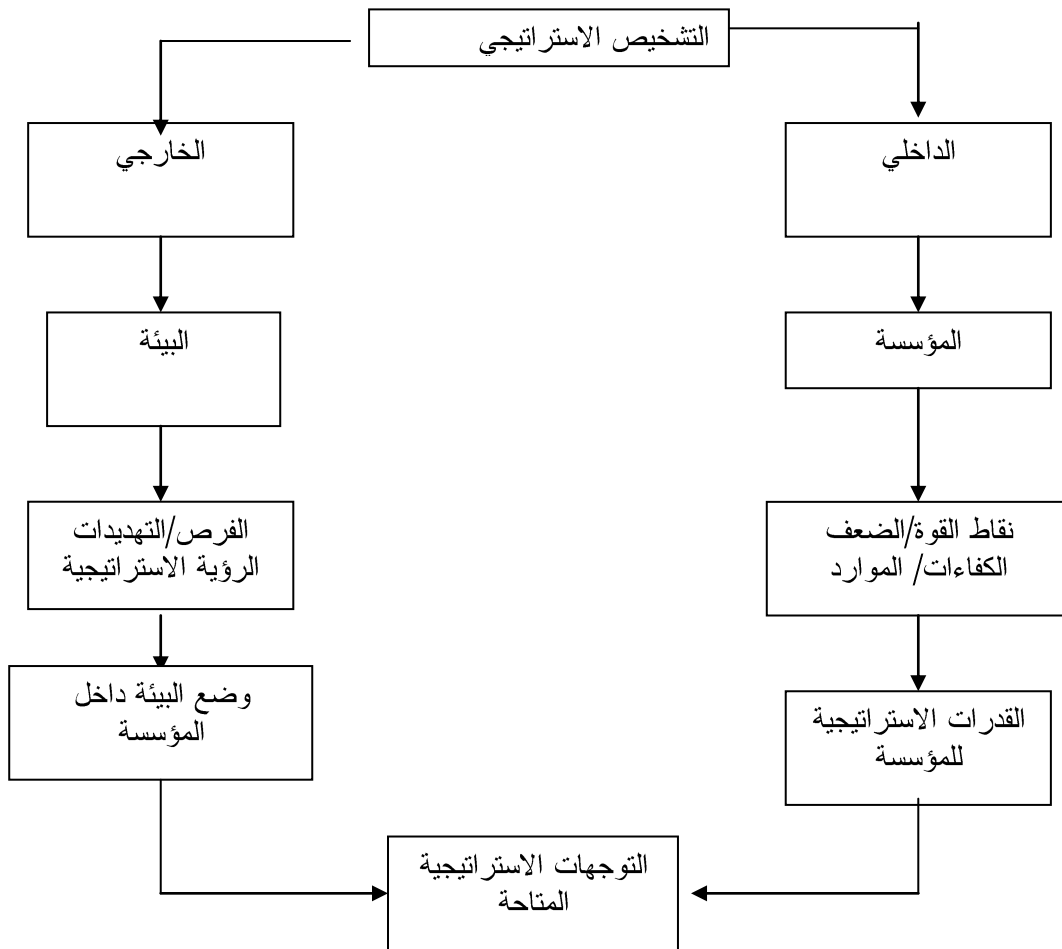 التشخيص الاستراتيجي
الداخلي
الخارجي
المؤسسة
البيئة
نقاط القوة/الضعف
الكفاءات/ الموارد
الفرص/التهديدات
الرؤية الاستراتيجية
القدرات الاستراتيجية
للمؤسسة
وضع البيئة داخل
المؤسسة
التوجهات الاستراتيجية
المتاحة